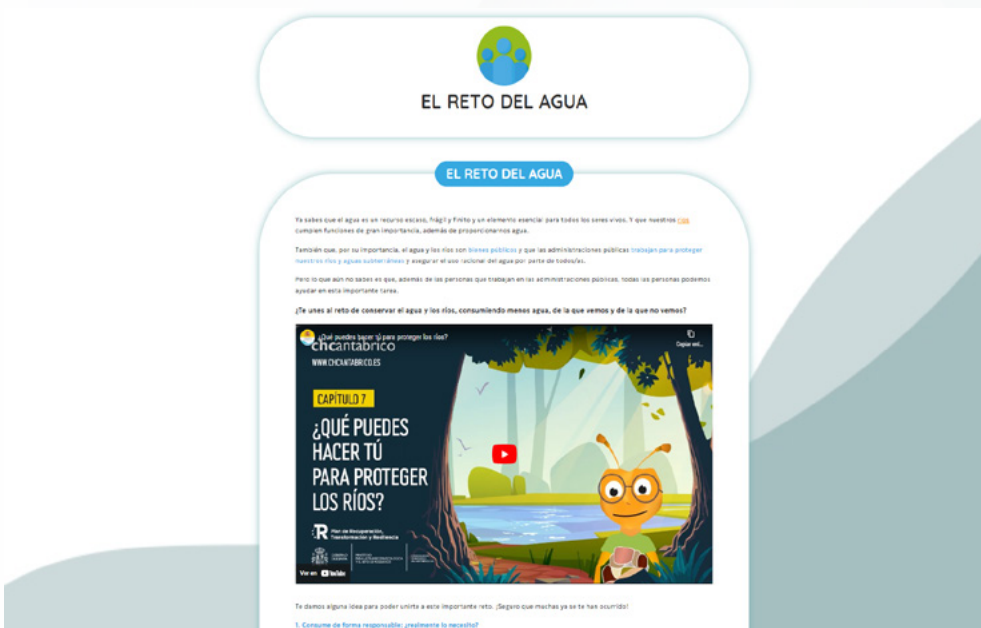 EL RETO DEL AGUA
EL RETO DEL AGUA
Ya sabes que el agua es un recurso escaso, frágil y finito y un elemento esencial para todos los seres vivos. Y que nuestros ríos
cumplen funciones de gran importancia, además de proporcionarnos agua.
También que, por su importancia, el agua y los ríos son bienes públicos y que las administraciones públicas trabajan para proteger
nuestros ríos y aguas subterráneas y asegurar el uso racional del agua por parte de todos/as.
Pero lo que aún no sabes es que, además de las personas que trabajan en las administraciones públicas, todas las personas podemos
ayudar en esta importante tarea.
¿Te unes al reto de conservar el agua y los ríos, consumiendo menos agua, de la que vemos y de la que no vemos?
¿Qué puedes hacer tú para proteger los ríos?
Copiar enl...
chcantabrico
WWW.CHCANTABRICO.ES
CAPÍTULO 7
¿QUÉ PUEDES
HACER TÚ
PARA PROTEGER
LOS RÍOS?
Plan de Recuperación,
Transformación y Resiliencia
Ver en YouTube
Te damos alguna idea para poder unirte a este importante reto. ¡Seguro que muchas ya se te han ocurrido!
1. Consume de forma responsable: ¿realmente lo necesito?